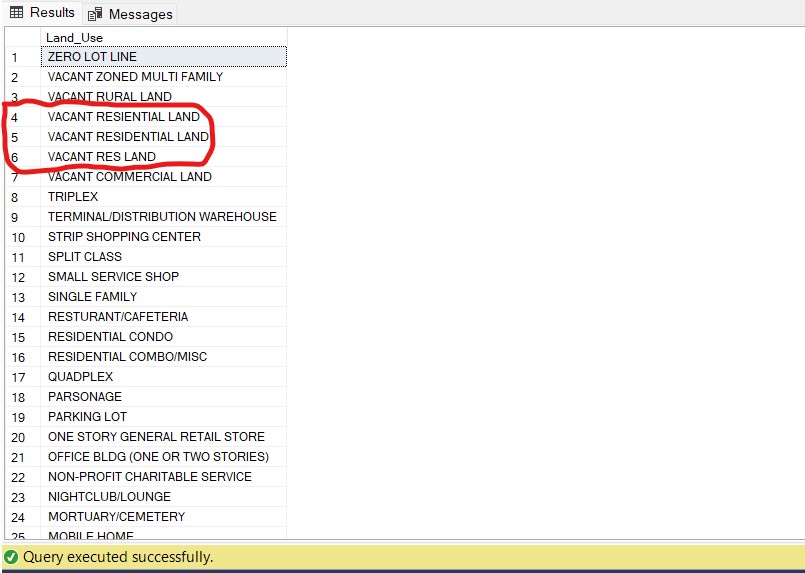 Results Messages
Land_Use
1 ZERO LOT LINE
2 VACANT ZONED MULTI FAMILY
3 VACANT RURAL LAND
4 VACANT RESIENTIAL LAND
5 VACANT RESIDENTIAL LAND
6 VACANT RES LAND
7 VACANT COMMERCIAL LAND
8 TRIPLEX
9 TERMINAL/DISTRIBUTION WAREHOUSE
10 STRIP SHOPPING CENTER
11 SPLIT CLASS
12 SMALL SERVICE SHOP
13 SINGLE FAMILY
14 RESTURANT/CAFETERIA
15 RESIDENTIAL CONDO
16 RESIDENTIAL COMBO/MISC
17 QUADPLEX
18 PARSONAGE
19 PARKING LOT
20 ONE STORY GENERAL RETAIL STORE
21 OFFICE BLDG (ONE OR TWO STORIES)
22 NON-PROFIT CHARITABLE SERVICE
23 NIGHTCLUB/LOUNGE
24 MORTUARY/CEMETERY
25 MOBILE HOME
Query executed successfully.